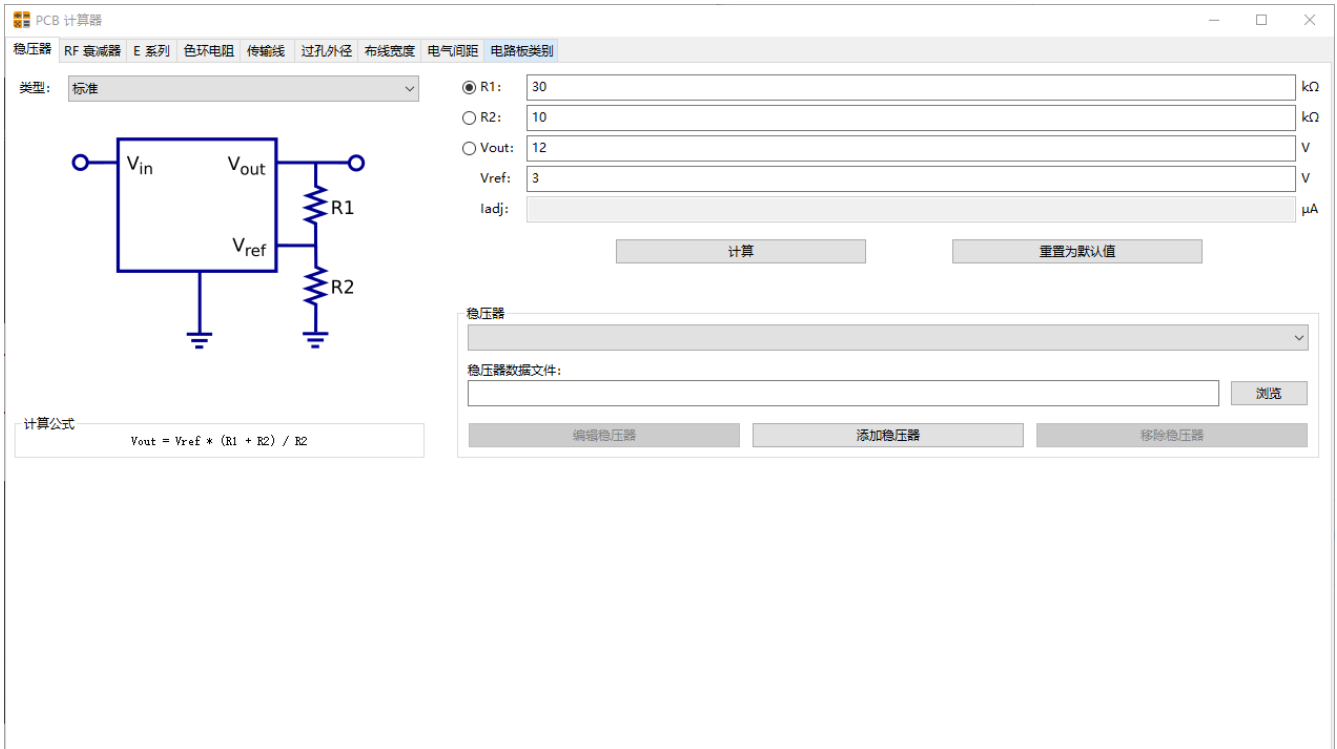 PCB 计算器
稳压器 RF 衰减器 E 系列 色环电阻 传输线 过孔外径 布线宽度 电气间距 电路板类别
类型: 标准
Vin
Vout
R1
Vref
R2
计算公式
Vout = Vref * (R1 + R2) / R2
R1: 30 kΩ
R2: 10 kΩ
Vout: 12 V
Vref: 3 V
Iadj: μA
计算 重置为默认值
稳压器
稳压器数据文件:
浏览
编辑稳压器 添加稳压器 移除稳压器